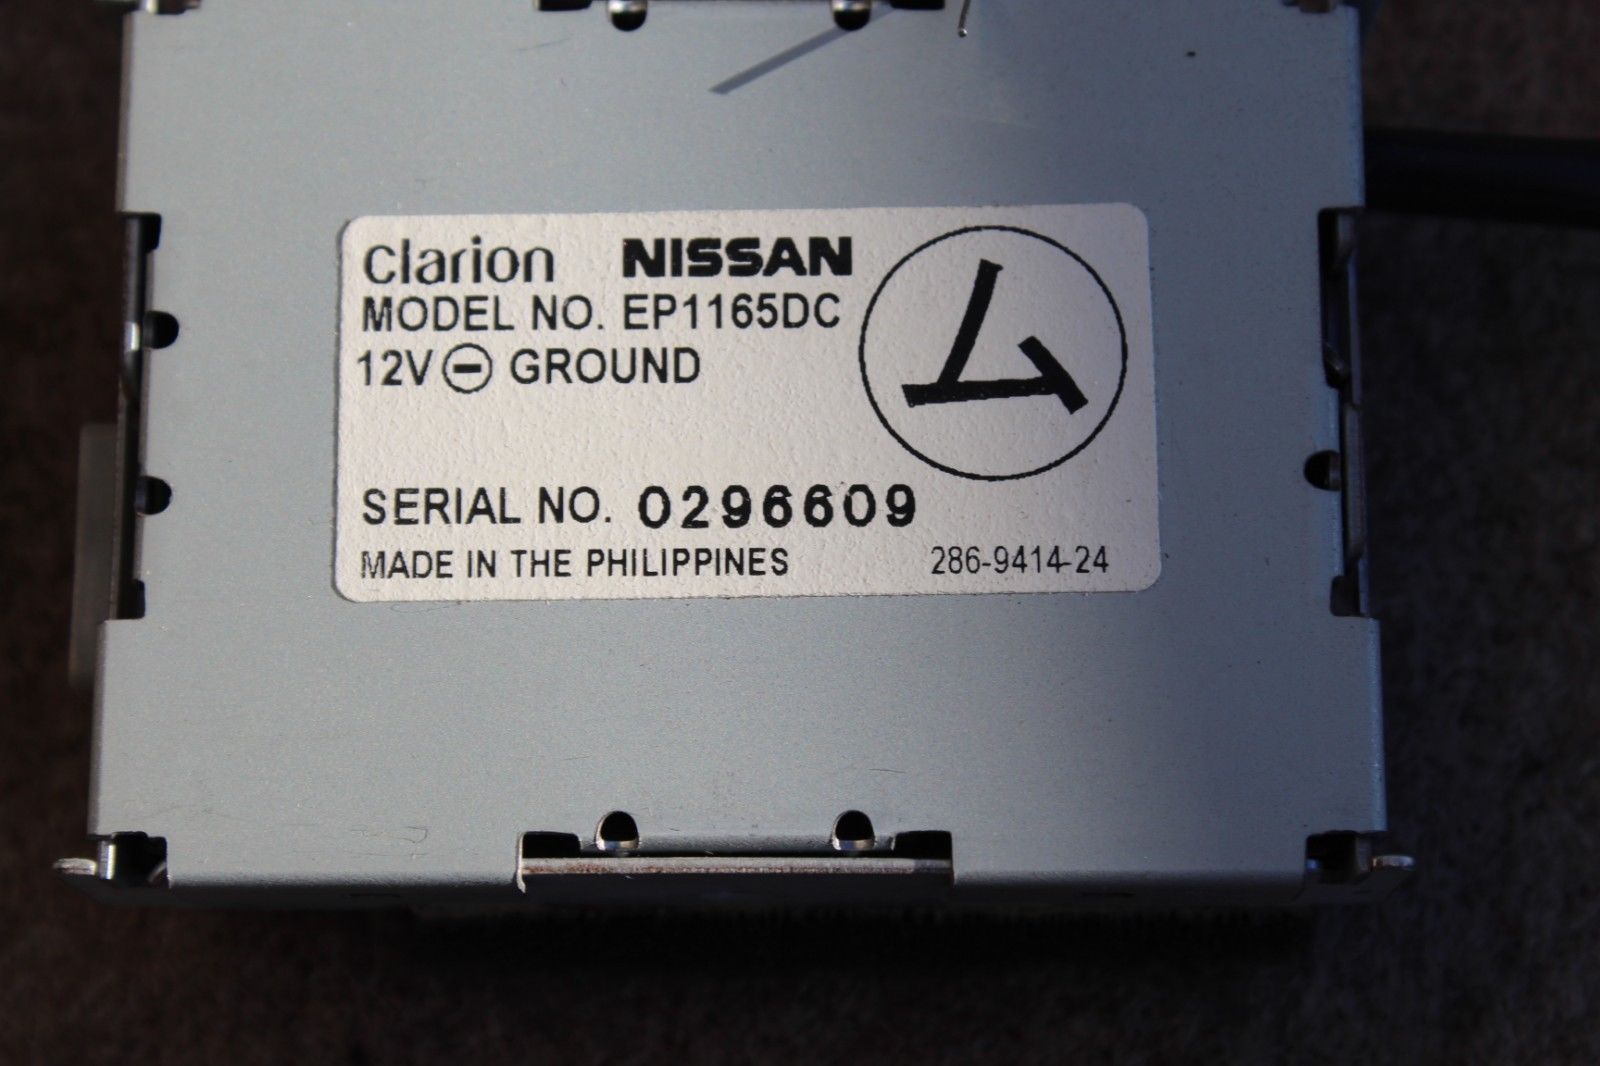 clarion NISSAN
MODEL NO. EP1165DC
12V ⊖ GROUND
SERIAL NO. 0296609
MADE IN THE PHILIPPINES 286-9414-24